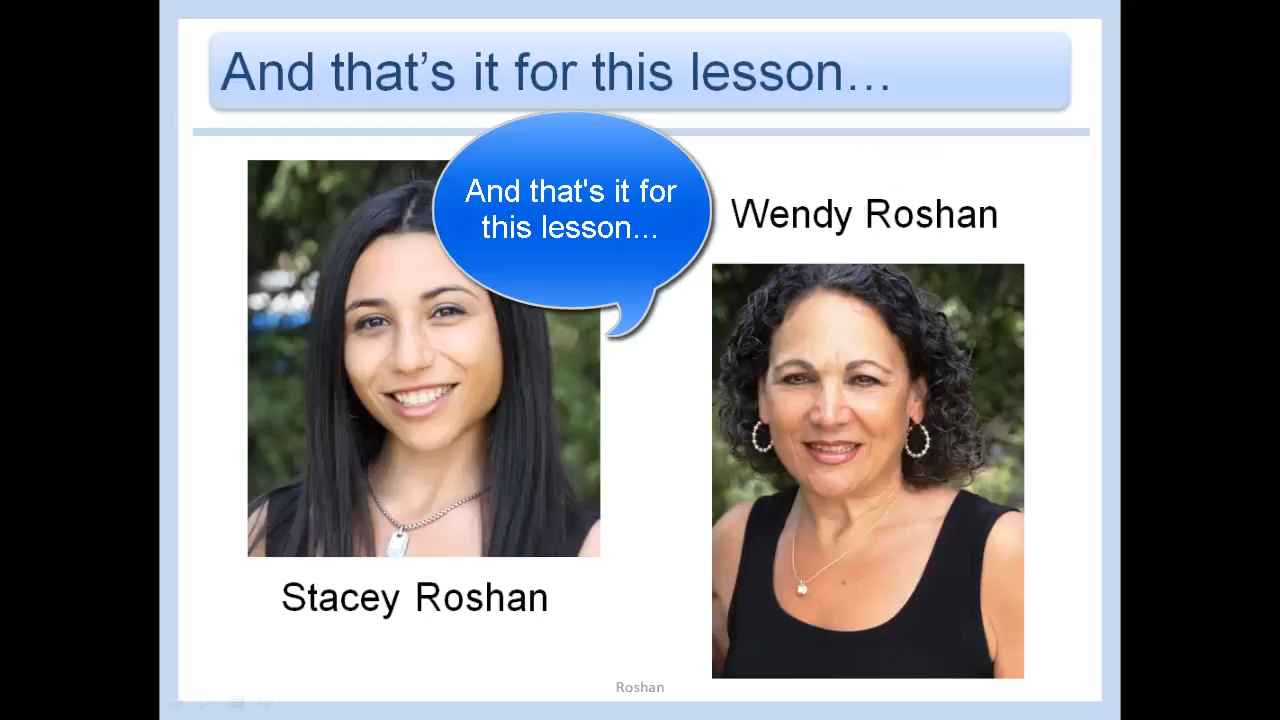 And that’s it for this lesson…
And that's it for
this lesson...
Wendy Roshan
Stacey Roshan
Roshan